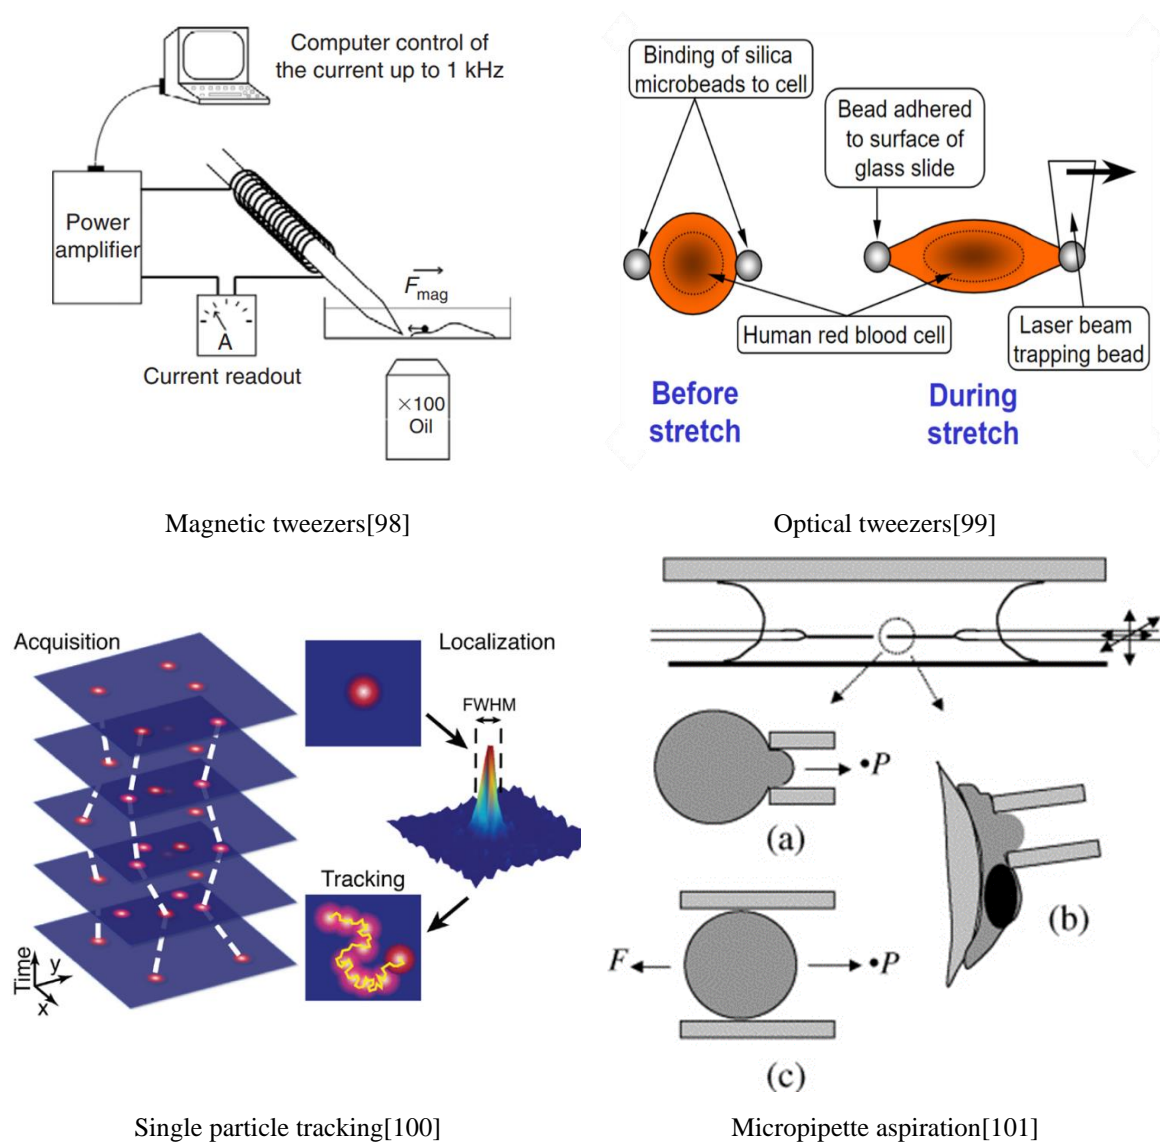 Computer control of
the current up to 1 kHz
Power
amplifier
F mag
A
Current readout
×100
Oil
Magnetic tweezers[98]
Binding of silica
microbeads to cell
Bead adhered
to surface of
glass slide
Human red blood cell
Laser beam
trapping bead
Before
stretch
During
stretch
Optical tweezers[99]
Acquisition
Localization
FWHM
Tracking
Time
y
x
Single particle tracking[100]
•P
(a)
(b)
F
•P
(c)
Micropipette aspiration[101]